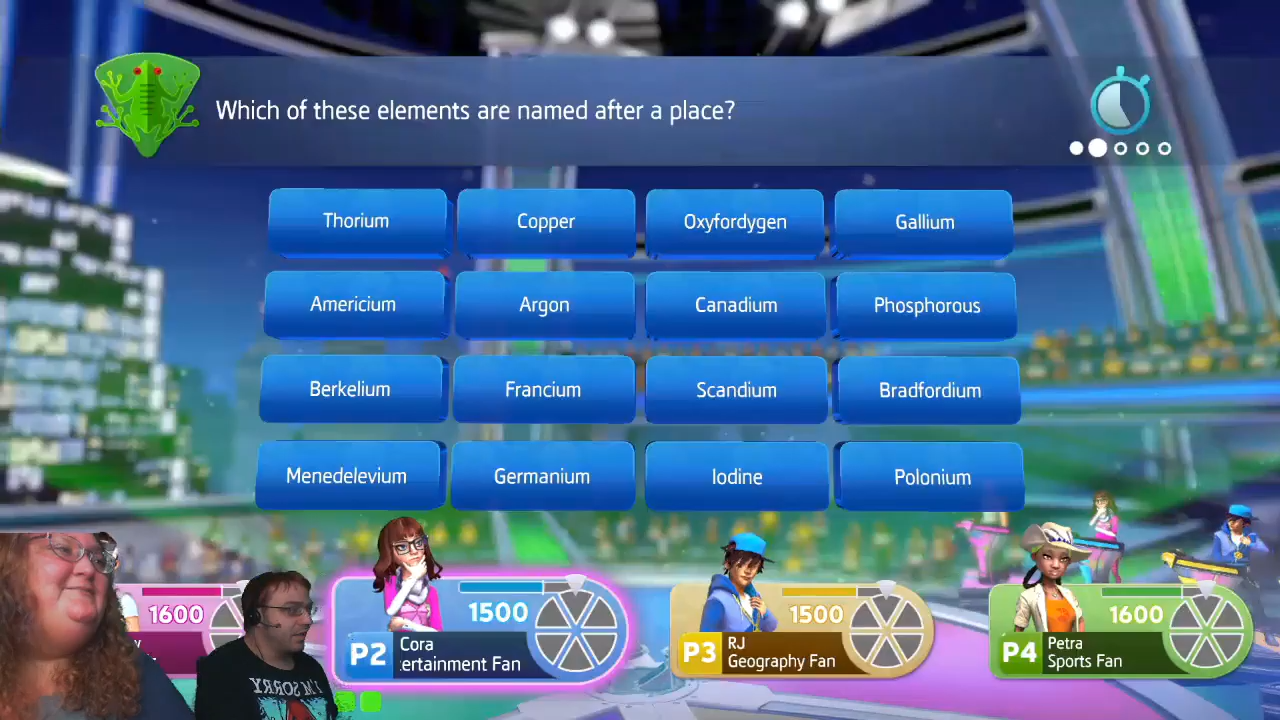 Which of these elements are named after a place?
Thorium
Copper
Oxyfordygen
Gallium
Americium
Argon
Canadium
Phosphorous
Berkelium
Francium
Scandium
Bradfordium
Menedelevium
Germanium
Iodine
Polonium
1600
P2
1500
Cora
ertainment Fan
P3
1500
RJ
Geography Fan
P4
1600
Petra
Sports Fan
I'M SORRY